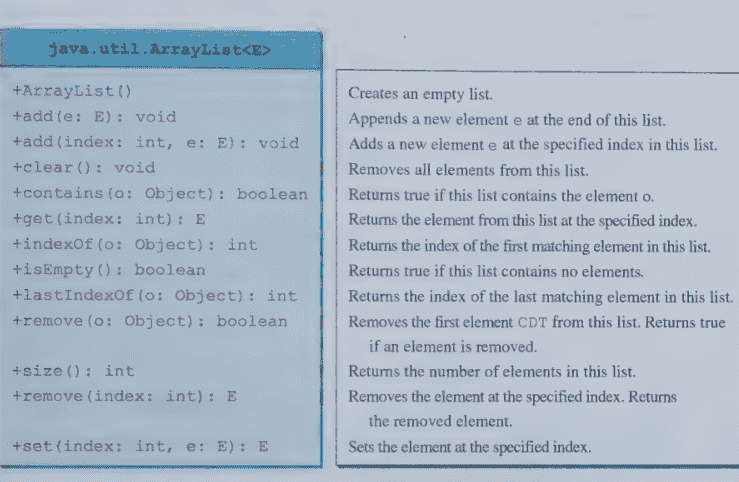 java.util.ArrayList<E>
+ArrayList() Creates an empty list.
+add(e: E): void Appends a new element e at the end of this list.
+add(index: int, e: E): void Adds a new element e at the specified index in this list.
+clear(): void Removes all elements from this list.
+contains(o: Object): boolean Returns true if this list contains the element o.
+get(index: int): E Returns the element from this list at the specified index.
+indexOf(o: Object): int Returns the index of the first matching element in this list.
+isEmpty(): boolean Returns true if this list contains no elements.
+lastIndexOf(o: Object): int Returns the index of the last matching element in this list.
+remove(o: Object): boolean Removes the first element CDT from this list. Returns true
if an element is removed.
+size(): int Returns the number of elements in this list.
+remove(index: int): E Removes the element at the specified index. Returns
the removed element.
+set(index: int, e: E): E Sets the element at the specified index.